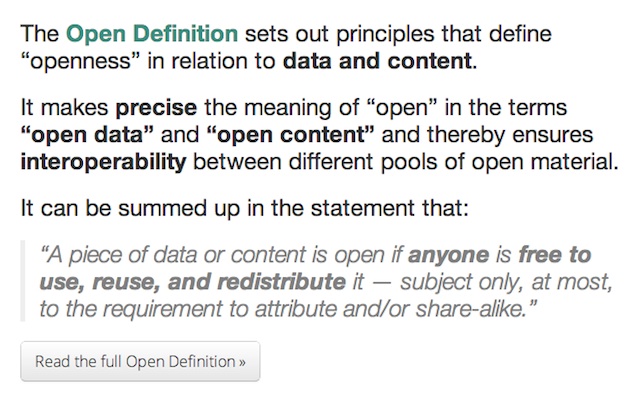 The Open Definition sets out principles that define
“openness” in relation to data and content.
It makes precise the meaning of “open” in the terms
“open data” and “open content” and thereby ensures
interoperability between different pools of open material.
It can be summed up in the statement that:
“A piece of data or content is open if anyone is free to
use, reuse, and redistribute it — subject only, at most,
to the requirement to attribute and/or share-alike.”
Read the full Open Definition »